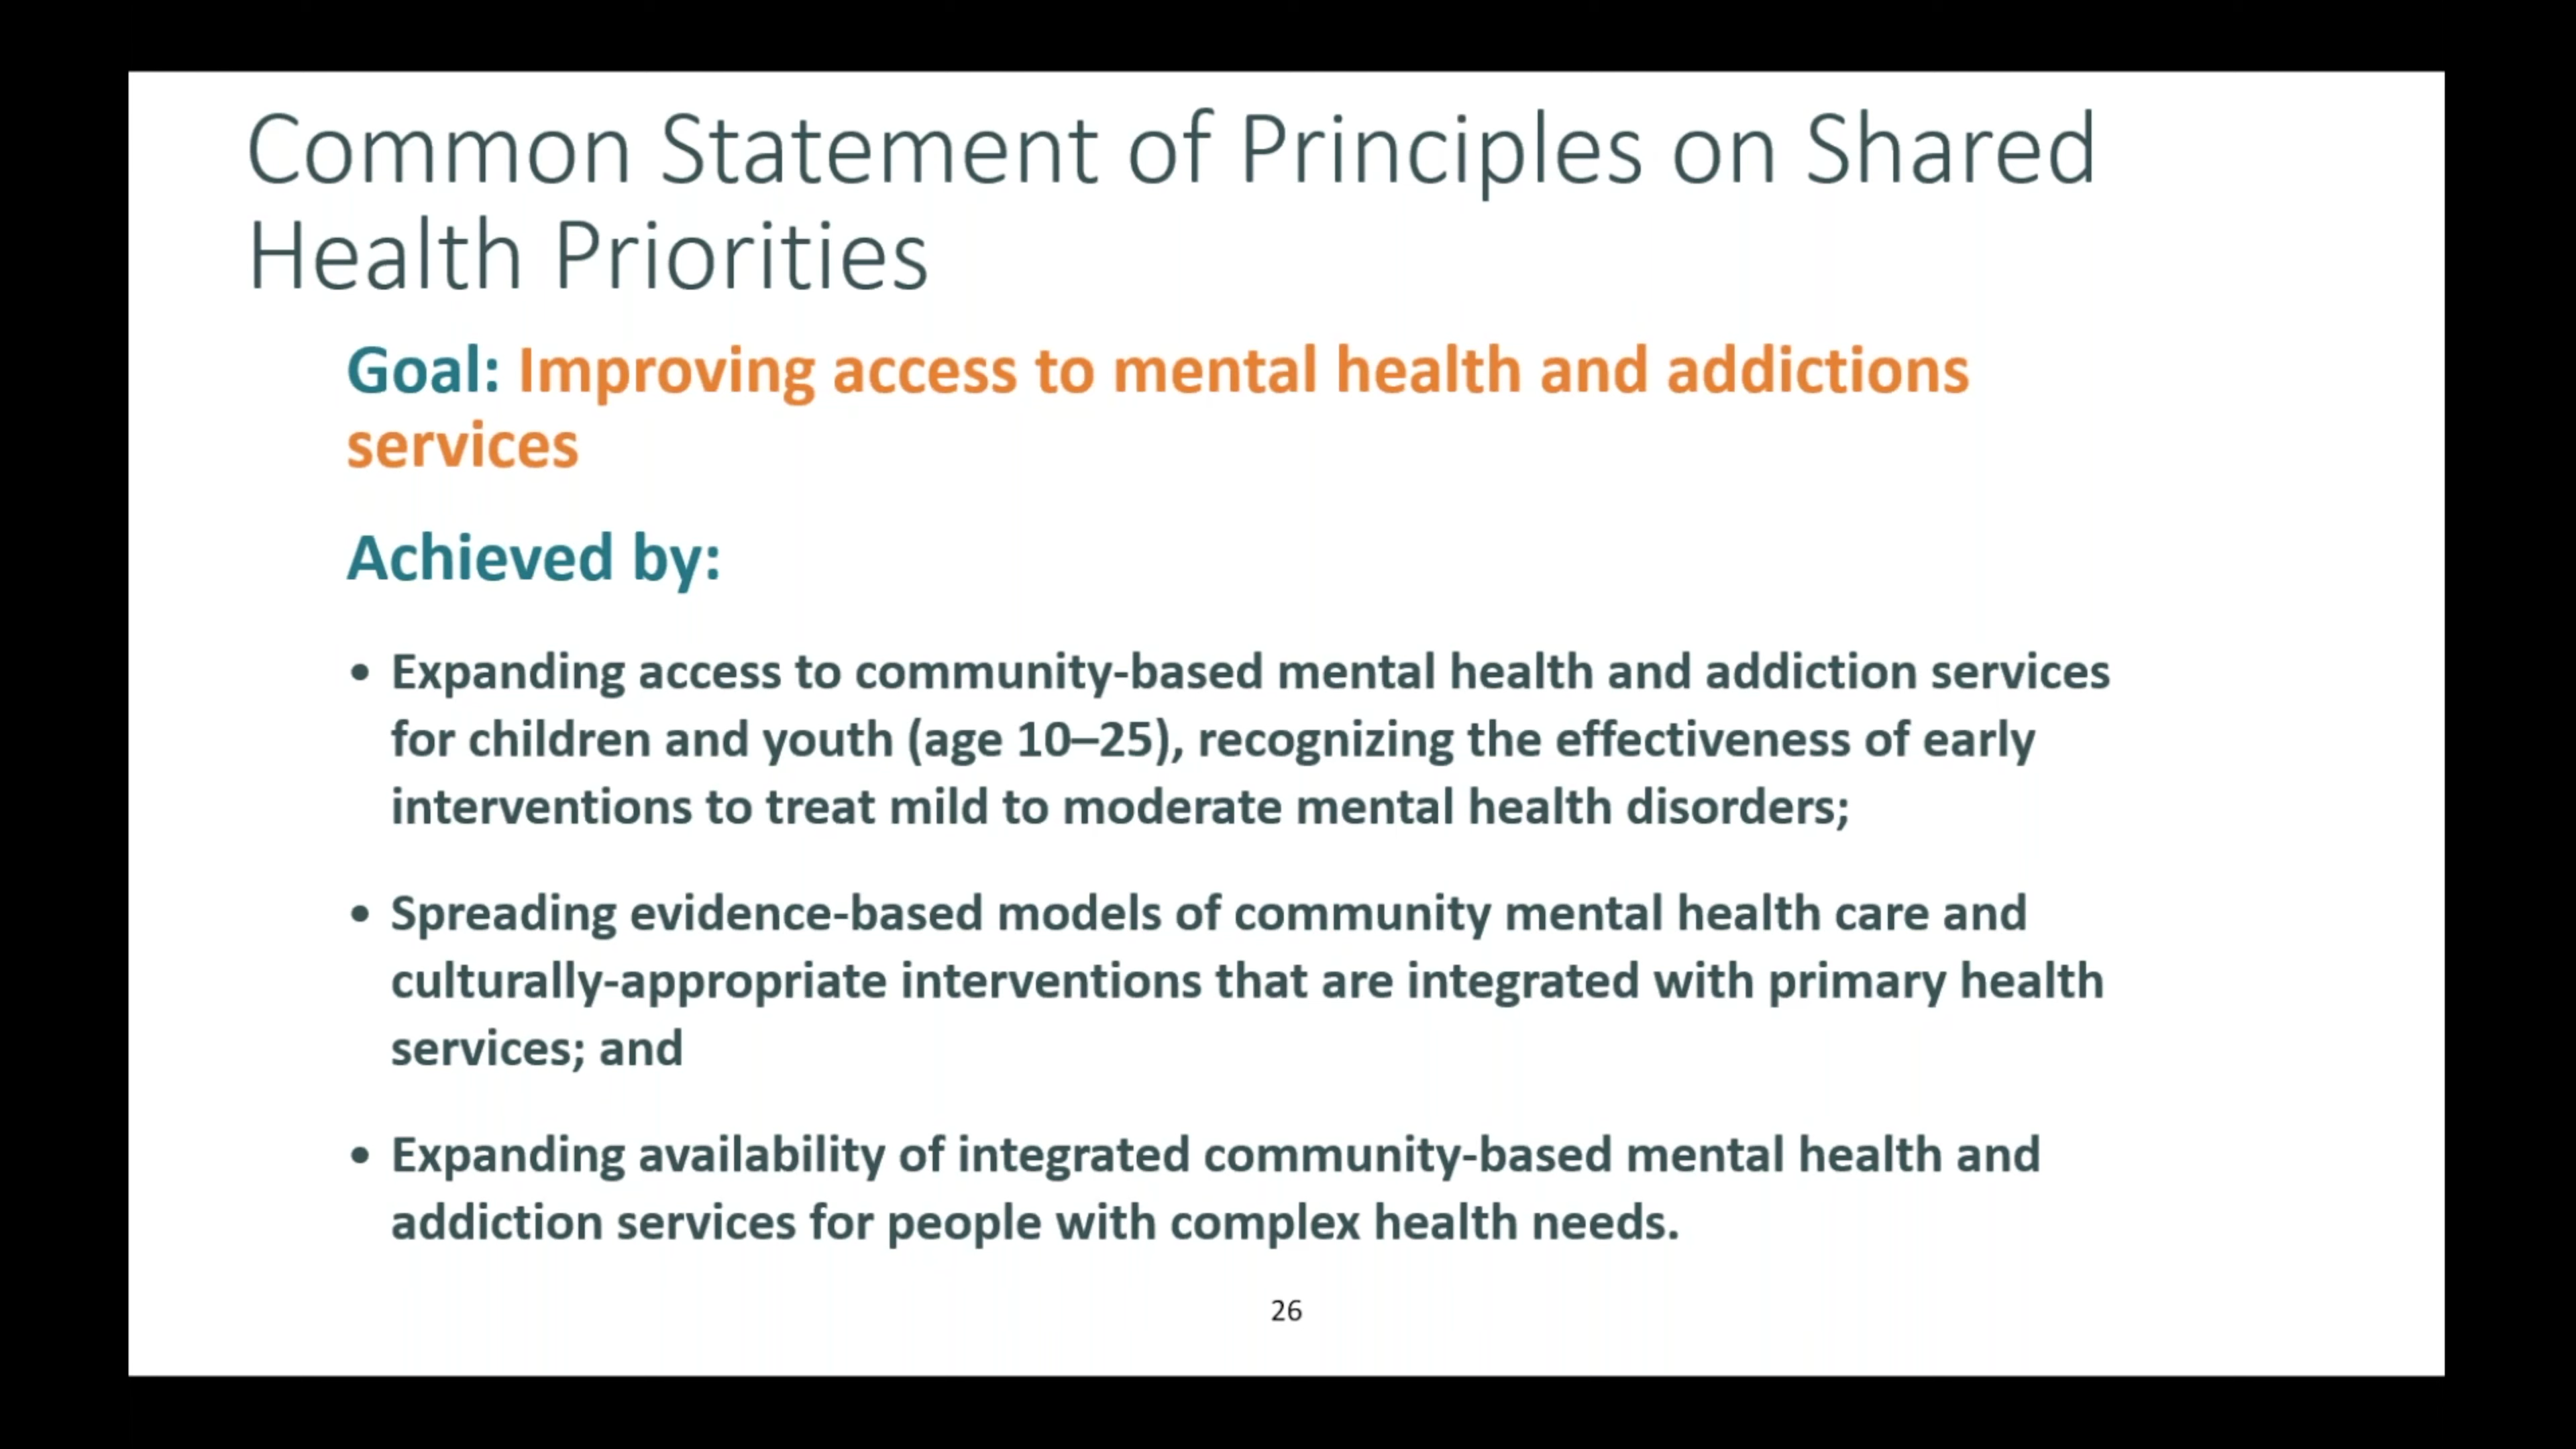 Common Statement of Principles on Shared
Health Priorities
Goal: Improving access to mental health and addictions
services
Achieved by:
• Expanding access to community-based mental health and addiction services
for children and youth (age 10–25), recognizing the effectiveness of early
interventions to treat mild to moderate mental health disorders;
• Spreading evidence-based models of community mental health care and
culturally-appropriate interventions that are integrated with primary health
services; and
• Expanding availability of integrated community-based mental health and
addiction services for people with complex health needs.
26